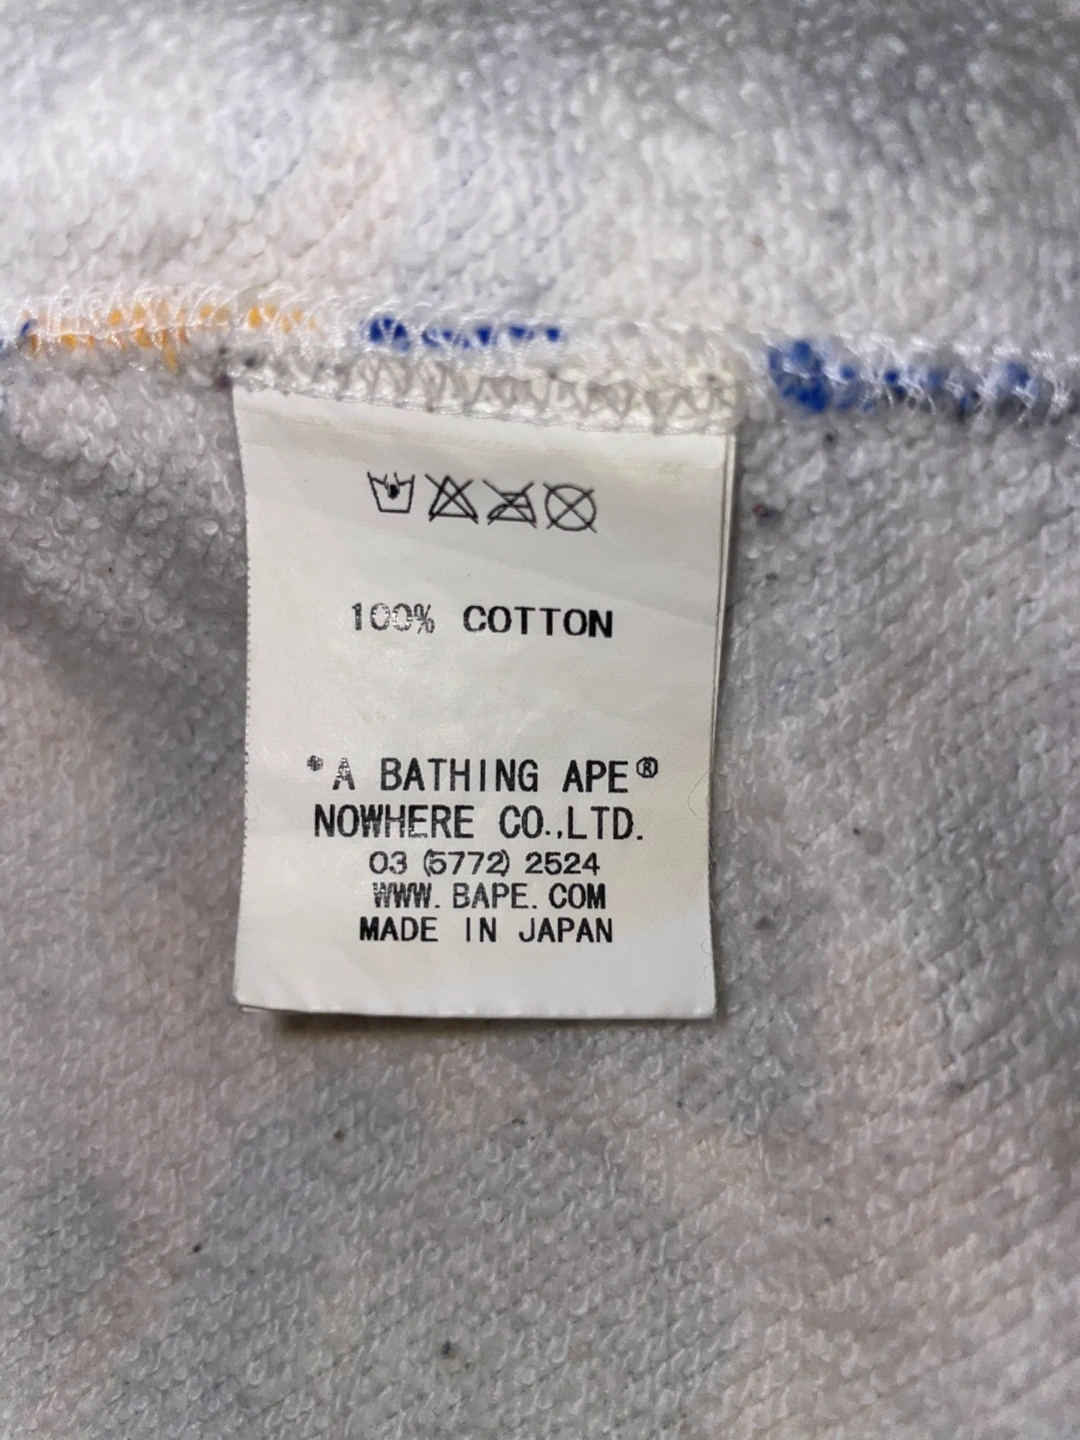 100% COTTON
"A BATHING APE®
NOWHERE CO.,LTD.
03 (5772) 2524
WWW. BAPE. COM
MADE IN JAPAN